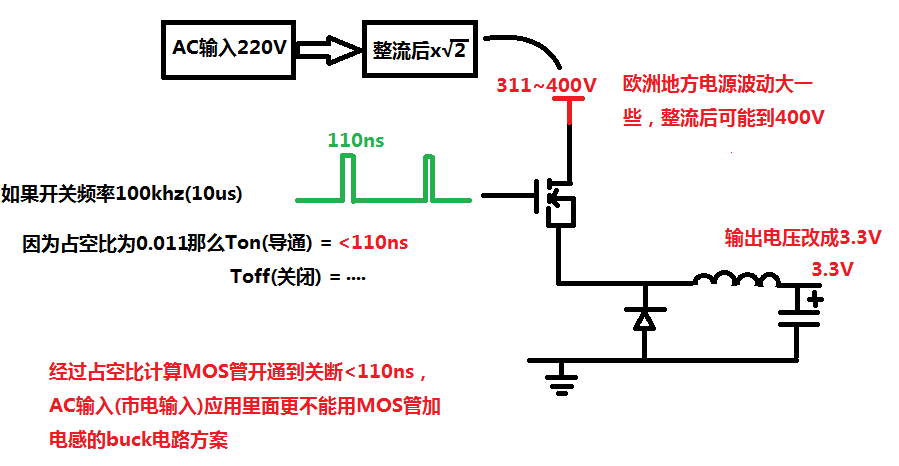 AC输入220V
整流后x√2
311~400V
欧洲地方电源波动大一
些，整流后可能到400V
110ns
如果开关频率100khz(10us)
因为占空比为0.011那么Ton(导通) = <110ns
Toff(关闭) = ····
输出电压改成3.3V
3.3V
+
经过占空比计算MOS管开通到关断<110ns，
AC输入(市电输入)应用里面更不能用MOS管加
电感的buck电路方案